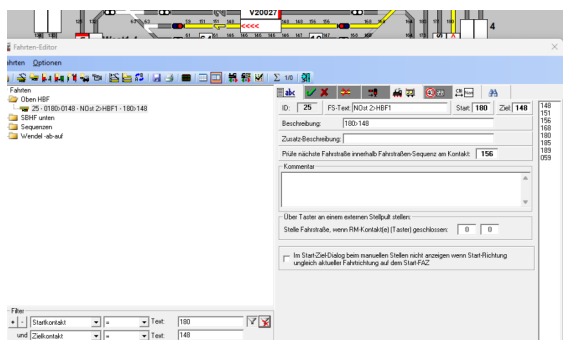 V20027
<<<<
4
Fahrten-Editor
ahrten Optionen
Σ 1/0
Fahrten
Oben HBF
25 - 0180›0148 - NOst 2›HBF1 - 180›148
SBHF unten
Sequenzen
Wendel -ab-auf
abc
ID: 25 FS-Text: NOst 2›HBF1 Start: 180 Ziel: 148
Beschreibung: 180›148
Zusatz-Beschreibung:
Prüfe nächste Fahrstraße innerhalb Fahrstraßen-Sequenz am Kontakt: 156
Kommentar
Über Taster an einem externen Stellpult stellen:
Stelle Fahrstraße, wenn RM-Kontakt(e) (Taster) geschlossen: 0 0
Im Start-Ziel-Dialog beim manuellen Stellen nicht anzeigen wenn Start-Richtung
ungleich aktueller Fahrtrichtung auf dem Start-FAZ
148
151
156
168
180
185
189
059
Filter
+ - Startkontakt = Text: 180
und Zielkontakt = Text: 148